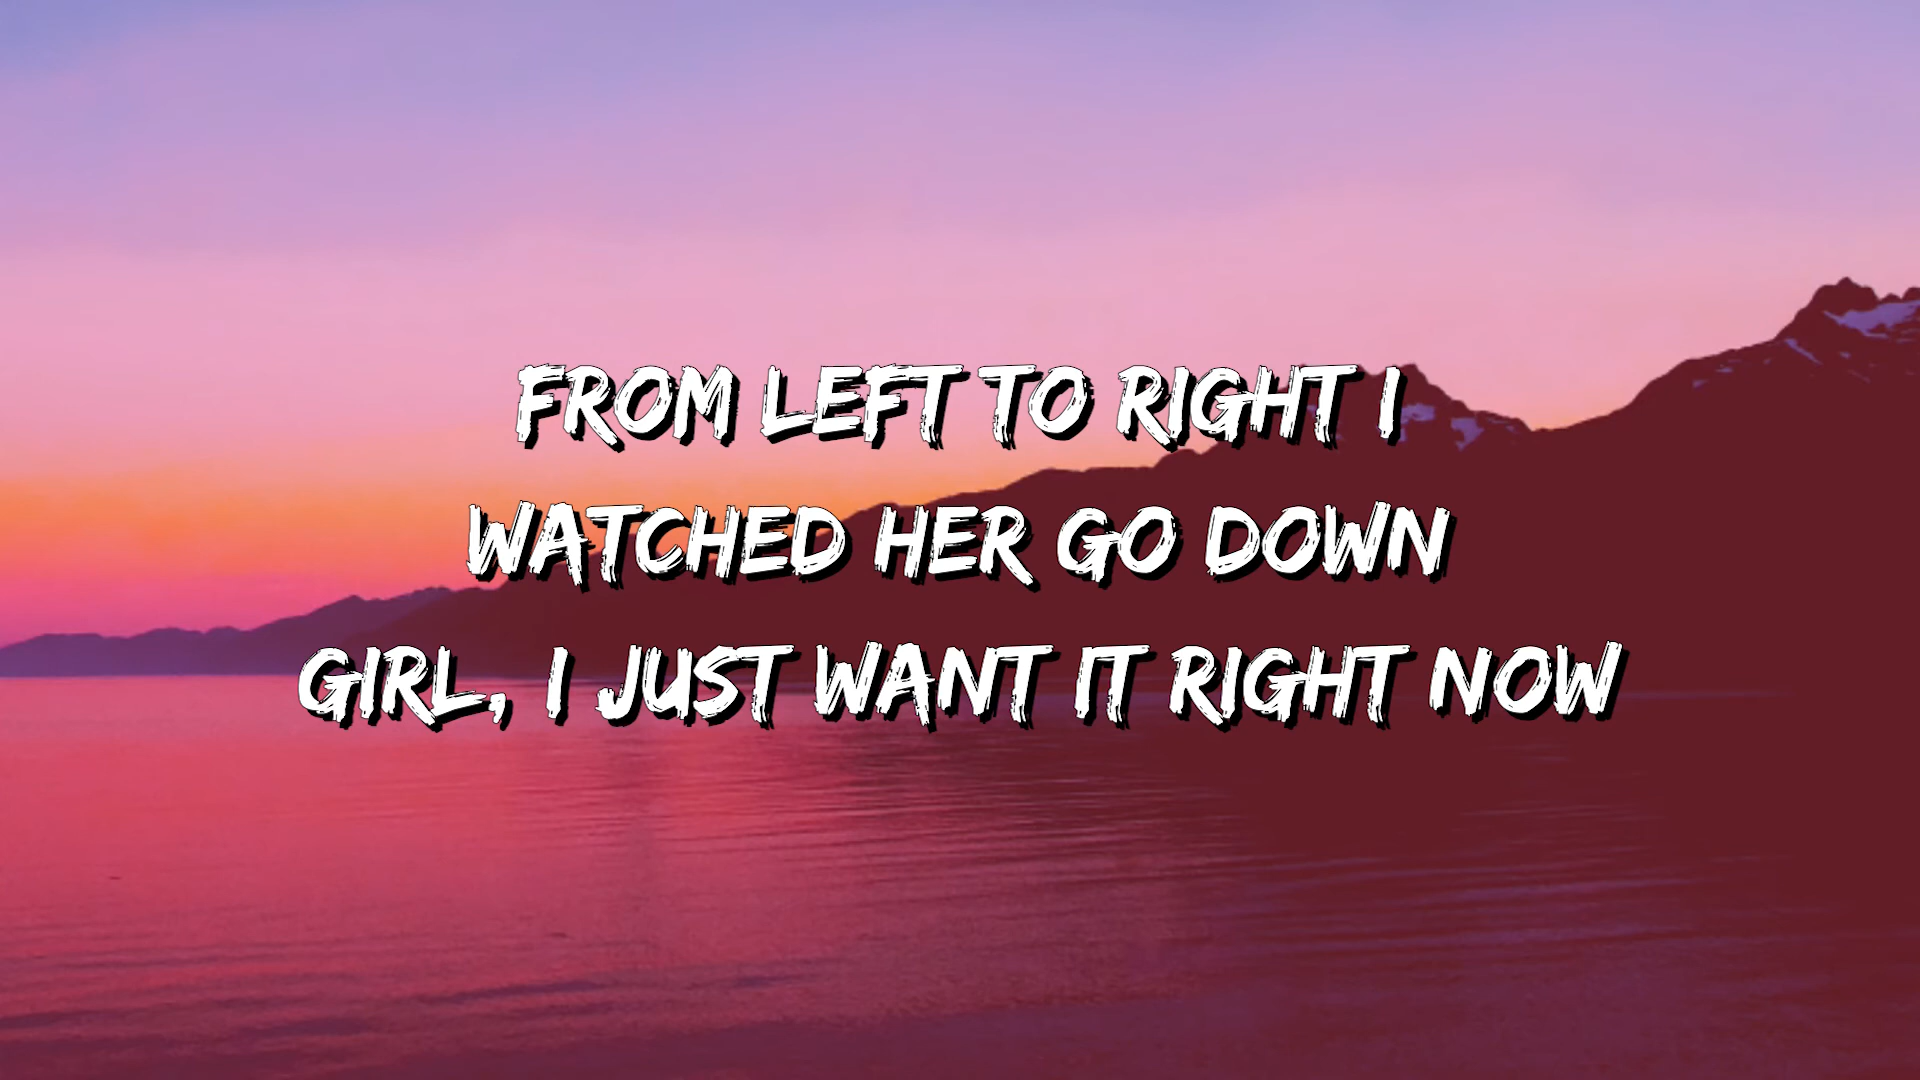 FROM LEFT TO RIGHT I
WATCHED HER GO DOWN
GIRL, I JUST WANT IT RIGHT NOW